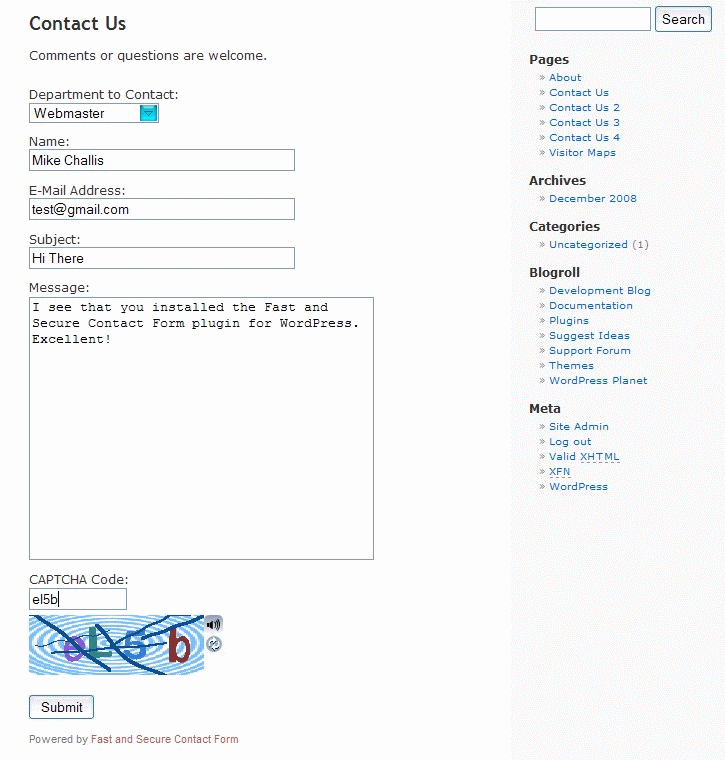 Contact Us
Comments or questions are welcome.
Department to Contact:
Webmaster
Name:
Mike Challis
E-Mail Address:
test@gmail.com
Subject:
Hi There
Message:
I see that you installed the Fast and
Secure Contact Form plugin for WordPress.
Excellent!
CAPTCHA Code:
el5b
eL5b
Submit
Powered by Fast and Secure Contact Form
Search
Pages
» About
» Contact Us
» Contact Us 2
» Contact Us 3
» Contact Us 4
» Visitor Maps
Archives
» December 2008
Categories
» Uncategorized (1)
Blogroll
» Development Blog
» Documentation
» Plugins
» Suggest Ideas
» Support Forum
» Themes
» WordPress Planet
Meta
» Site Admin
» Log out
» Valid XHTML
» XFN
» WordPress